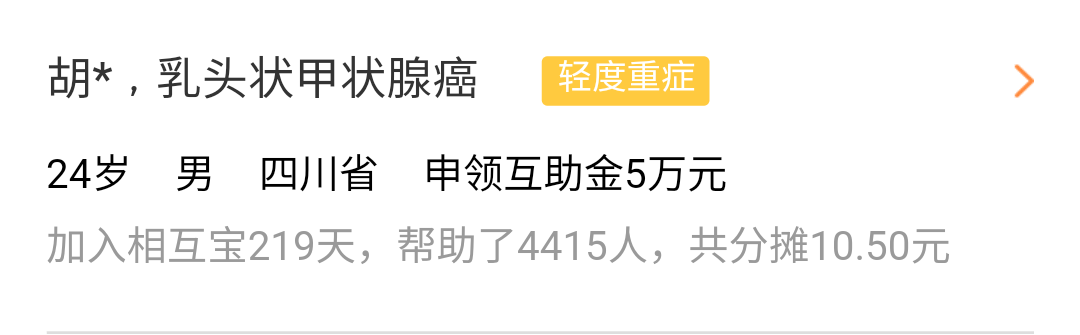 胡*，乳头状甲状腺癌 轻度重症
24岁 男 四川省 申领互助金5万元
加入相互宝219天，帮助了4415人，共分摊10.50元